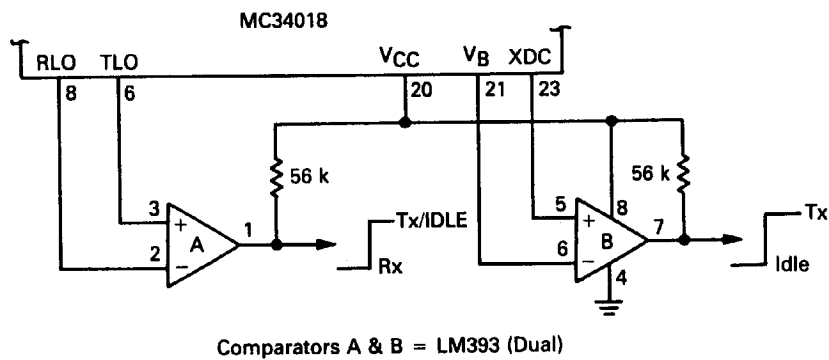 MC34018
RLO TLO VCC VB XDC
8 6 20 21 23
56 k 56 k
3 + A 1 Tx/IDLE
2 − Rx
5 + B 8 7 Tx
6 − 4 Idle
Comparators A & B = LM393 (Dual)